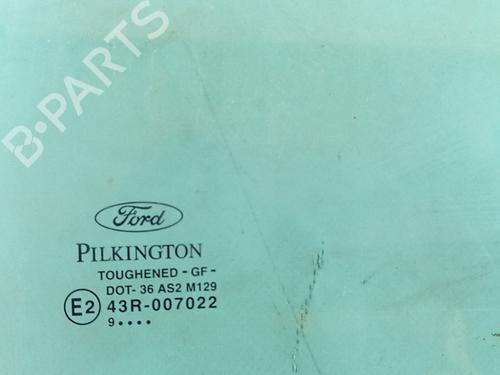 B-PARTS
Ford
PILKINGTON
TOUGHENED - GF -
DOT- 36 AS2 M129
E2 43R-007022
9 ••••